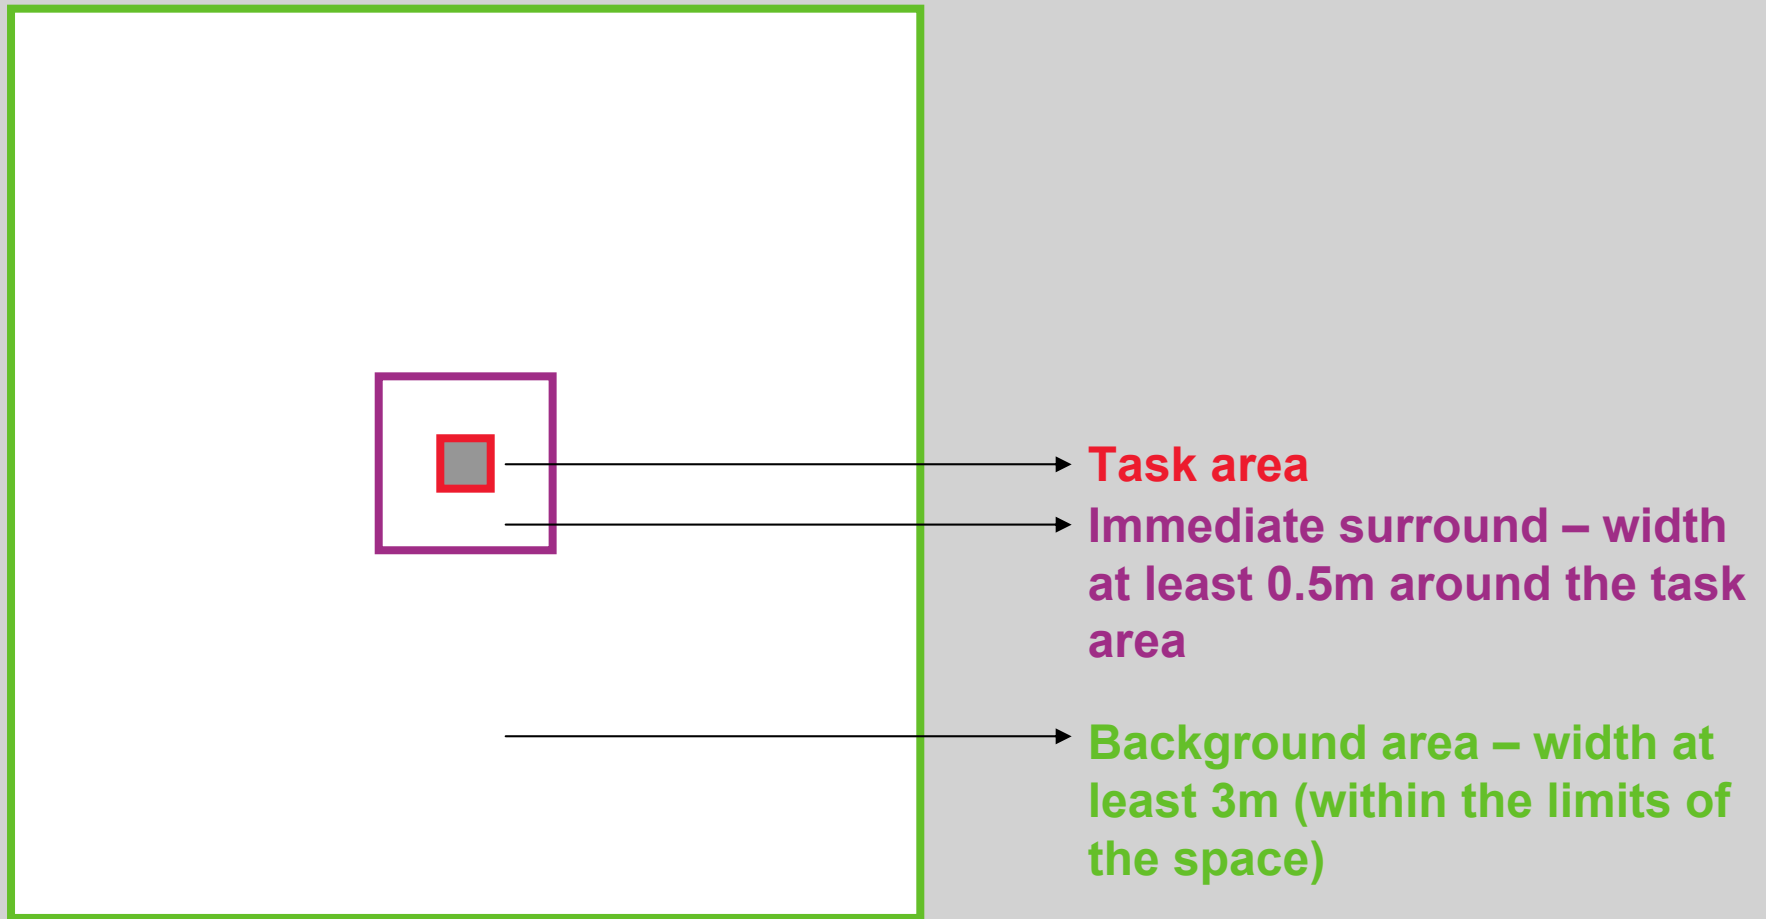 Task area
Immediate surround – width
at least 0.5m around the task
area
Background area – width at
least 3m (within the limits of
the space)